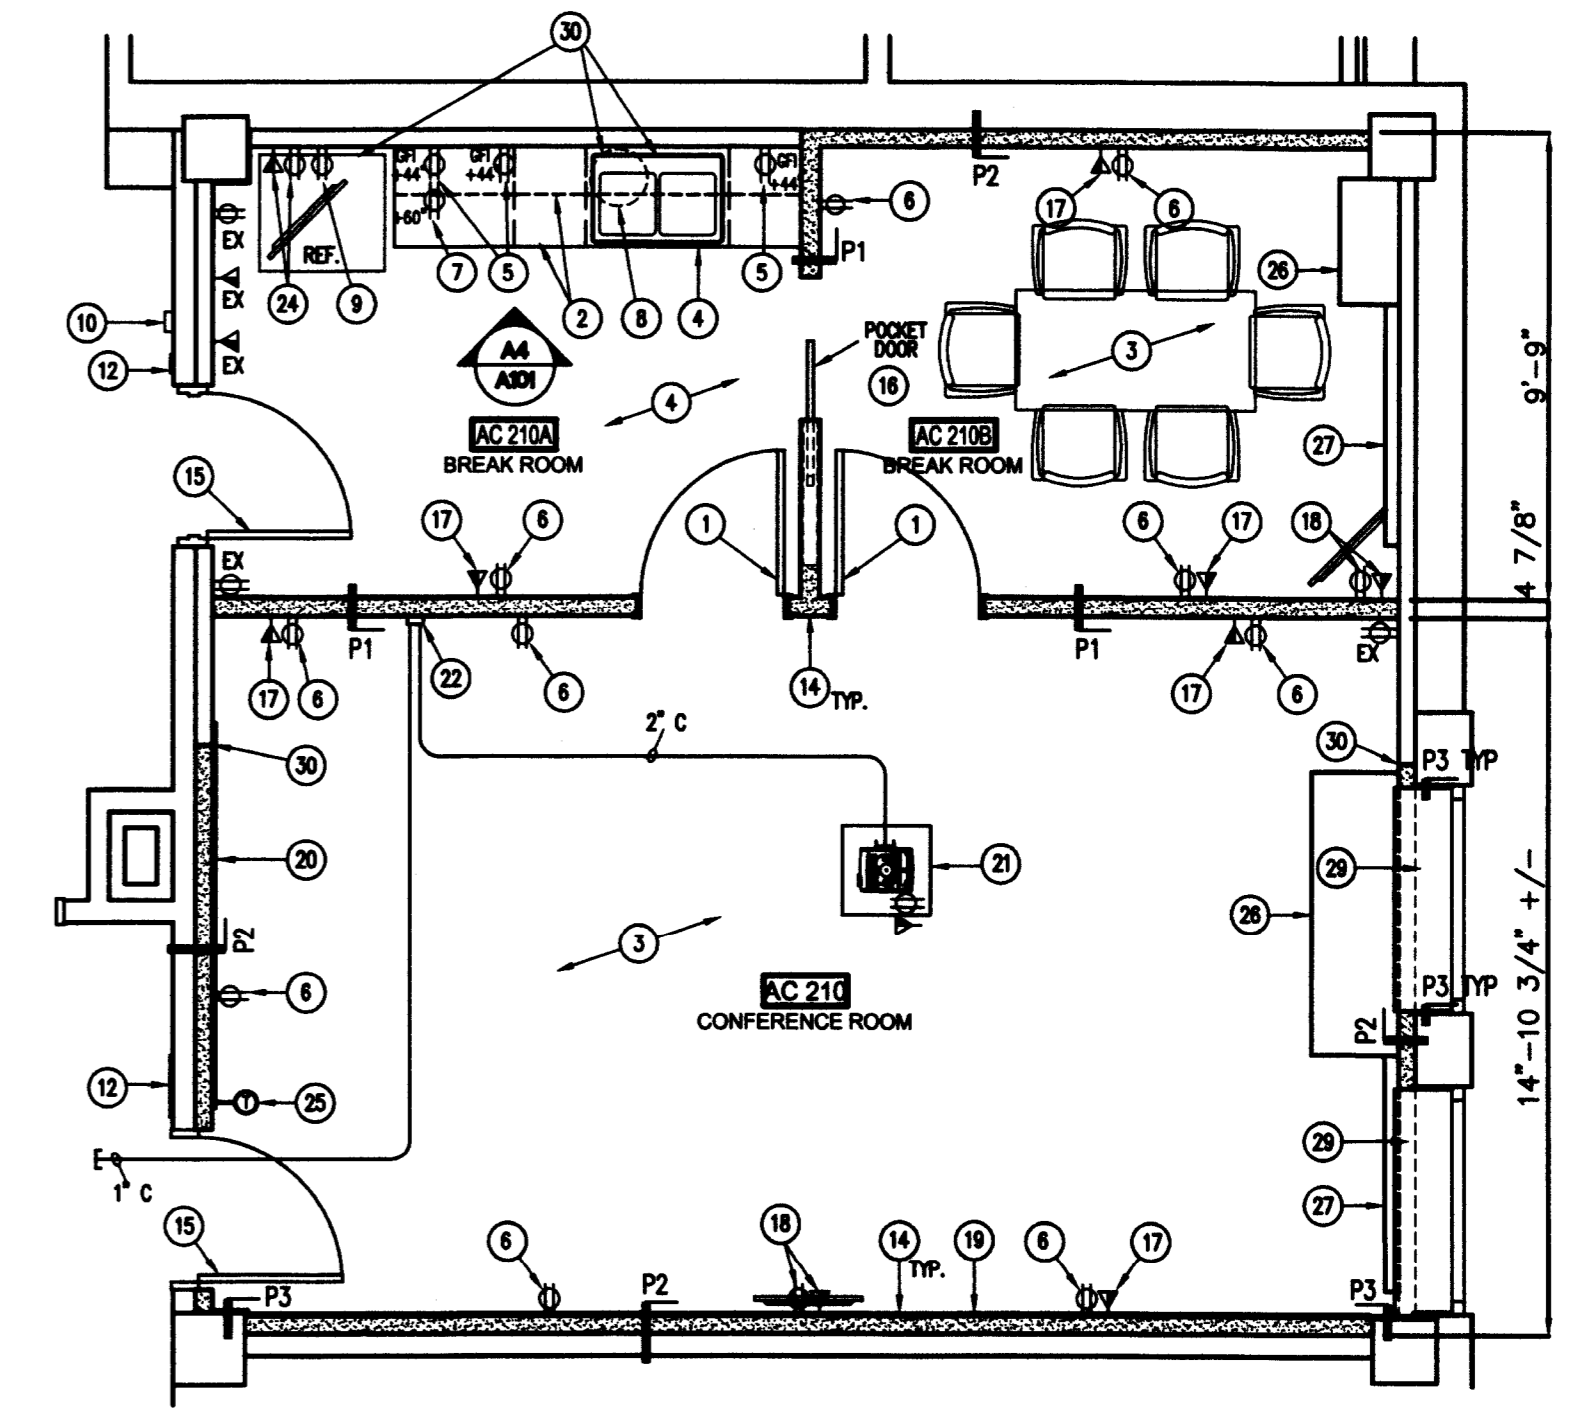 30
GFI
+44"
GFI
+44"
GFI
+44"
+60"
REF.
P2
P1
17
6
6
EX
EX
EX
24
9
7
5
2
8
4
5
26
10
12
A4
A101
POCKET
DOOR
16
3
4
AC 210A
BREAK ROOM
AC 210B
BREAK ROOM
9'-9"
27
15
17
6
1
1
6
17
18
4 7/8"
EX
P1
P1
EX
17
6
22
6
14 TYP.
17
6
2" C
30
30
P3 TYP
20
21
29
26
14'-10 3/4" +/-
P2
3
6
AC 210
CONFERENCE ROOM
P3 TYP
P2
12
25
T
29
E
1" C
27
15
6
18
14 TYP.
19
6
17
P3
P2
P3